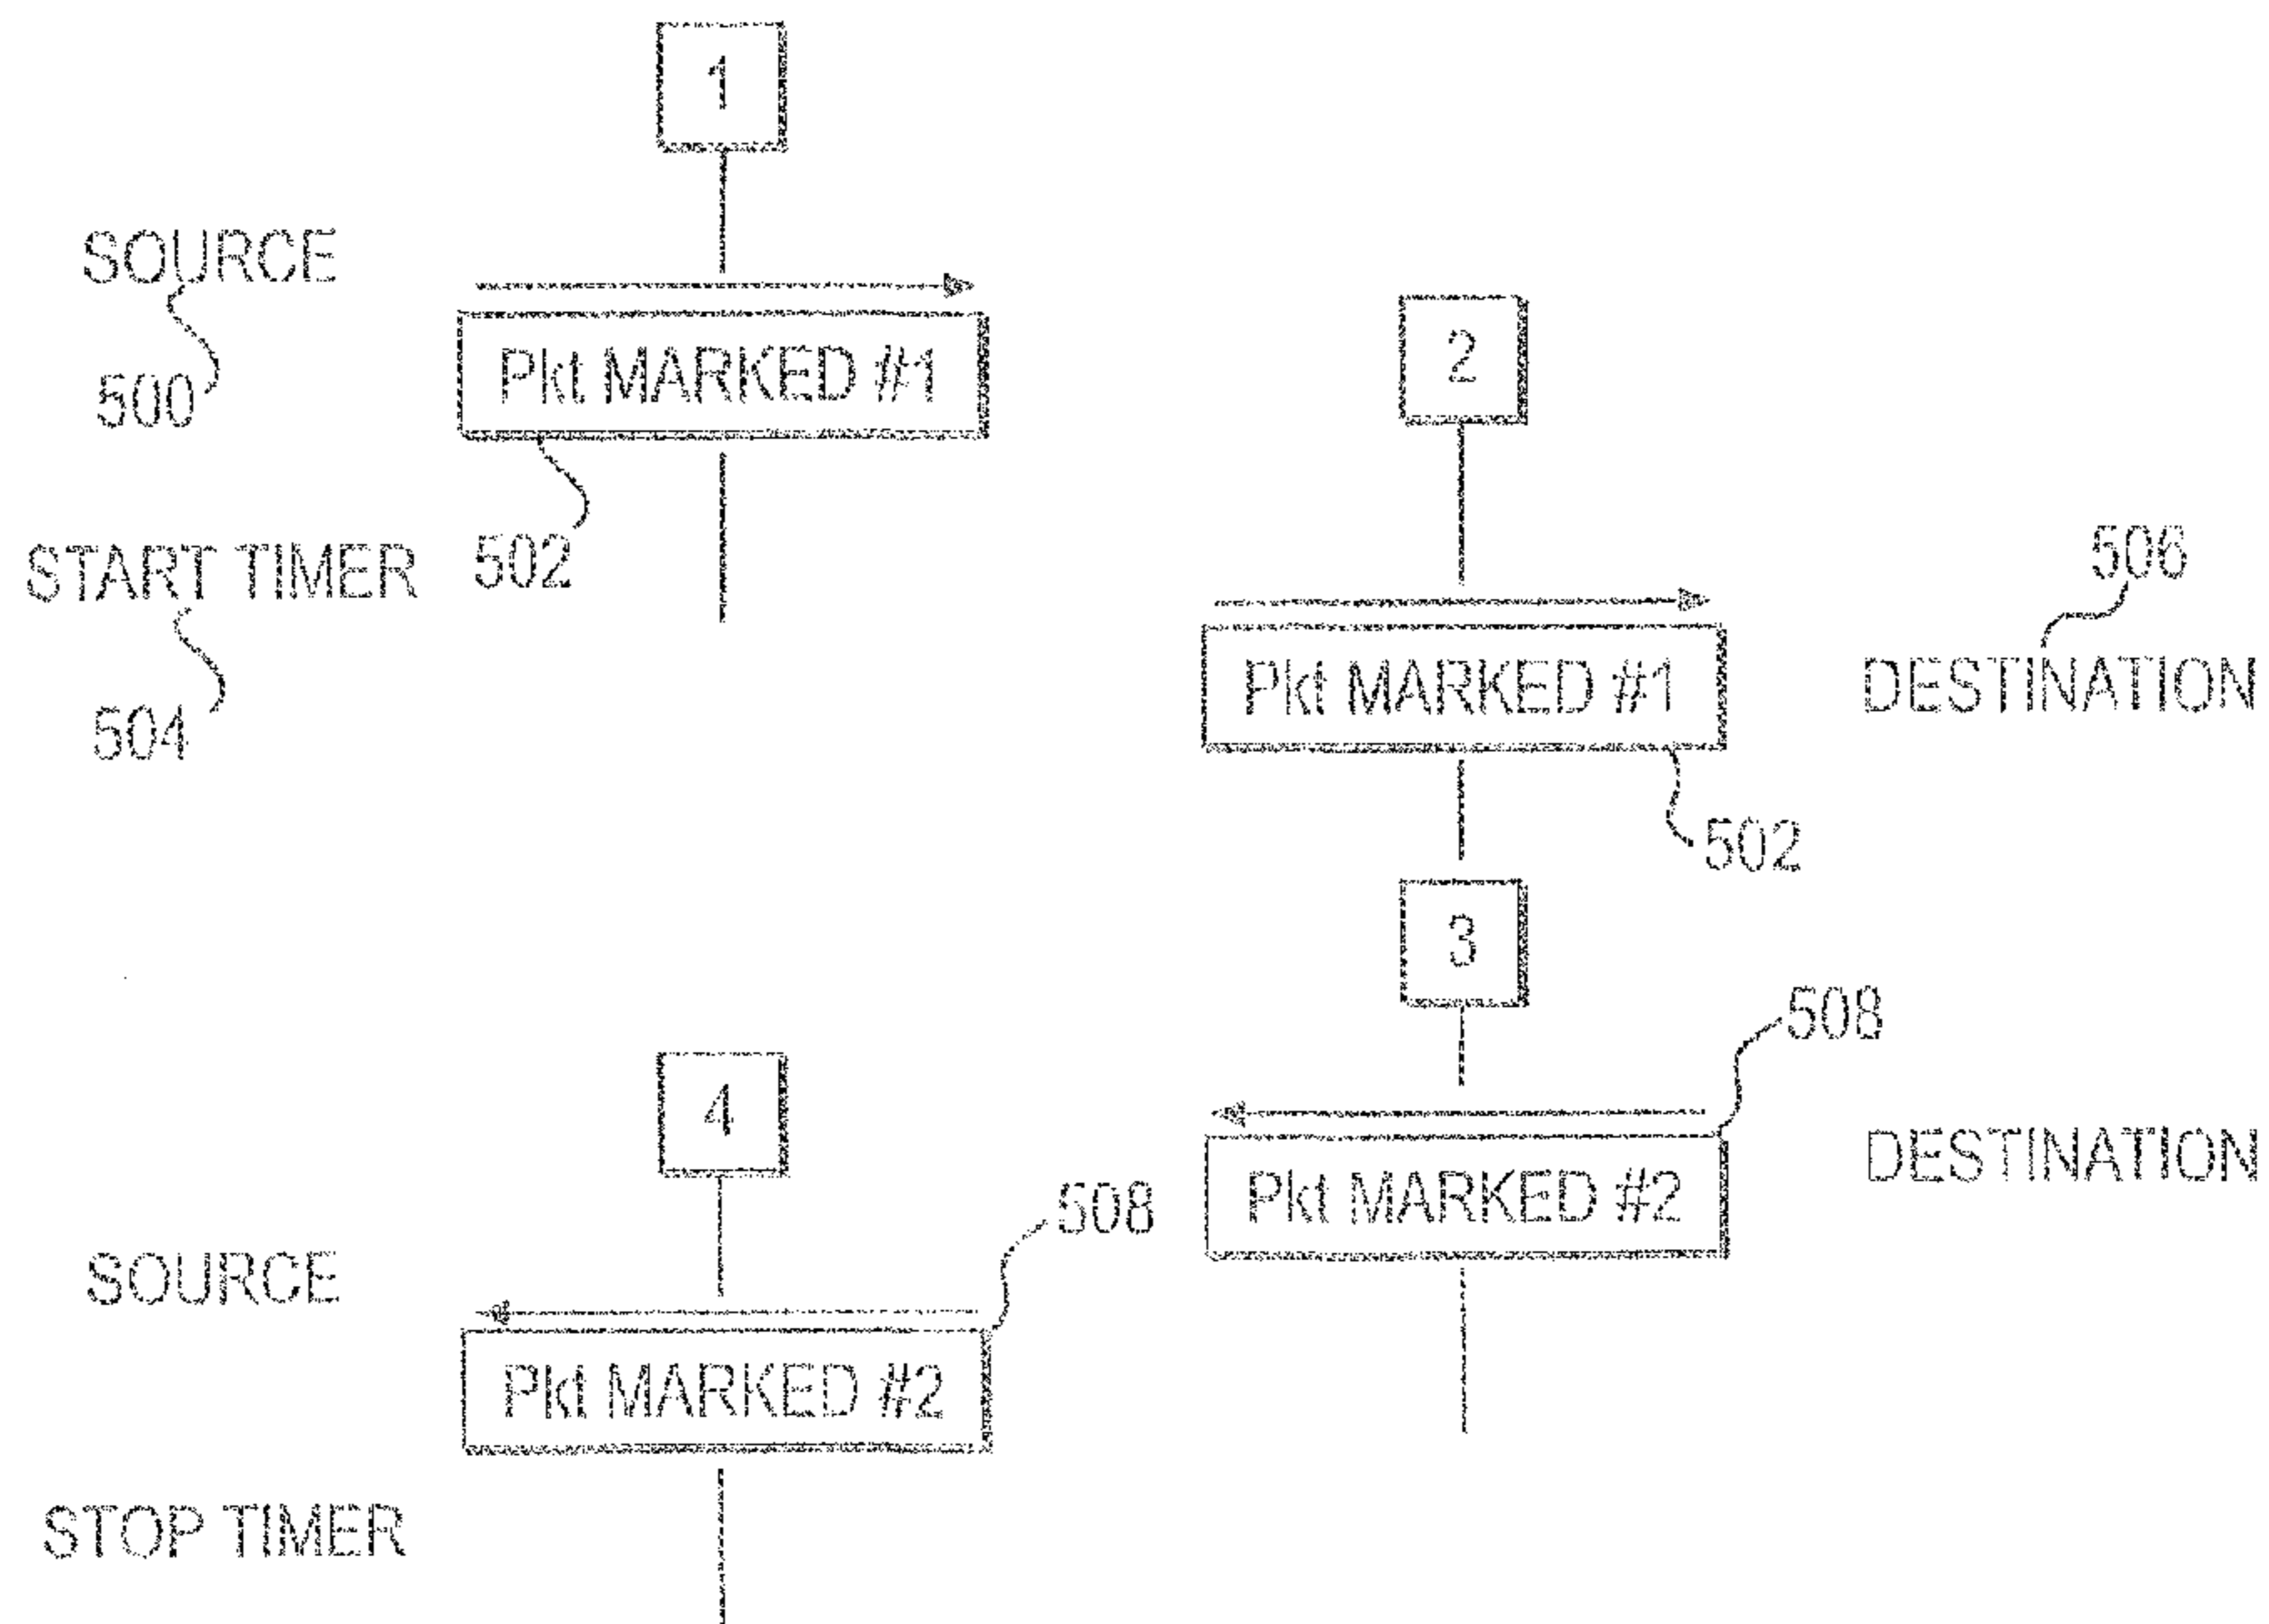 1
SOURCE
500
Pkt MARKED #1
2
START TIMER
502
506
504
Pkt MARKED #1
DESTINATION
502
3
508
4
Pkt MARKED #2
DESTINATION
508
SOURCE
Pkt MARKED #2
STOP TIMER